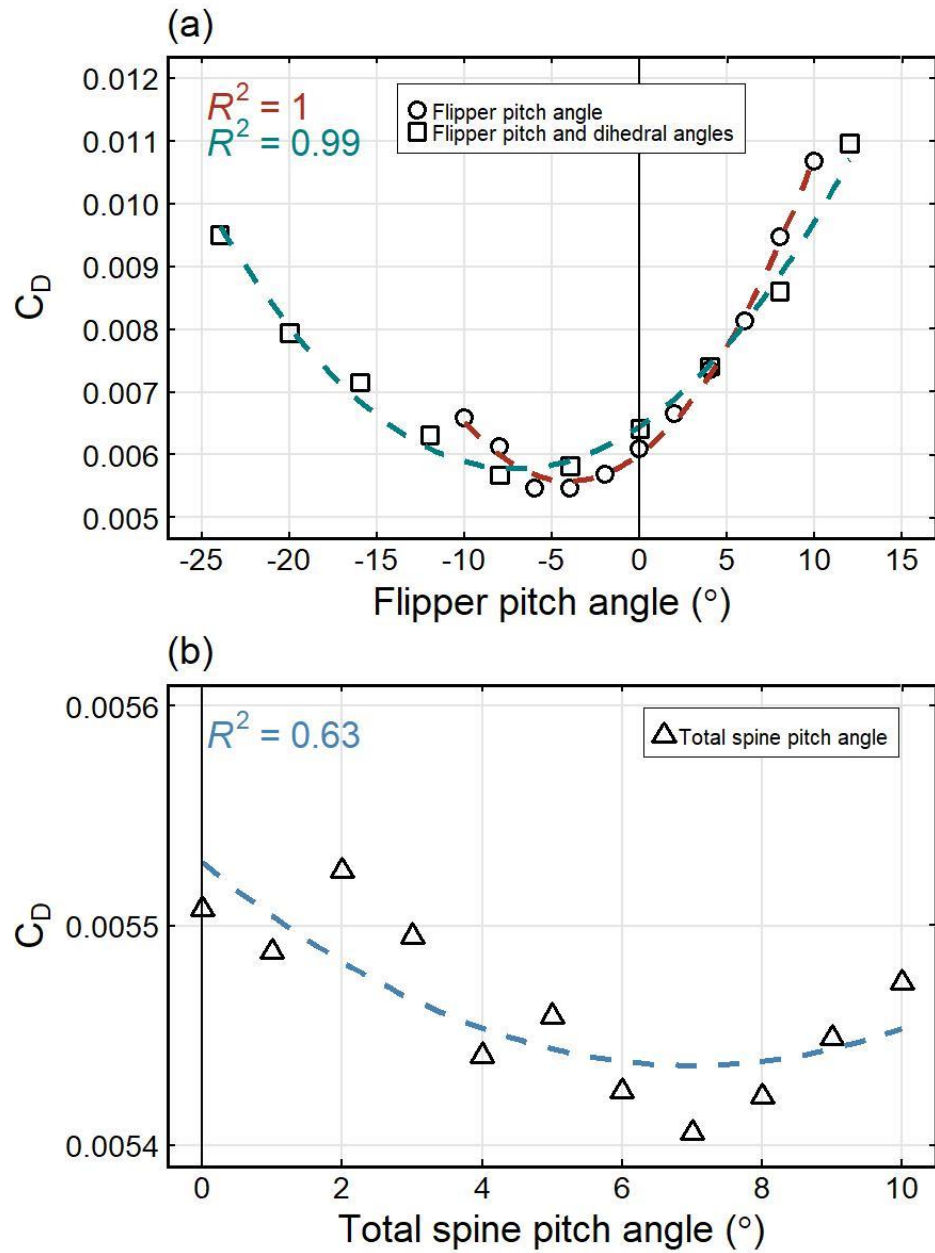 (a)
R² = 1
R² = 0.99
Flipper pitch angle
Flipper pitch and dihedral angles
0.012
0.011
0.010
0.009
0.008
0.007
0.006
0.005
C_D
-25 -20 -15 -10 -5 0 5 10 15
Flipper pitch angle (°)
(b)
R² = 0.63
Total spine pitch angle
0.0056
0.0055
0.0054
C_D
0 2 4 6 8 10
Total spine pitch angle (°)